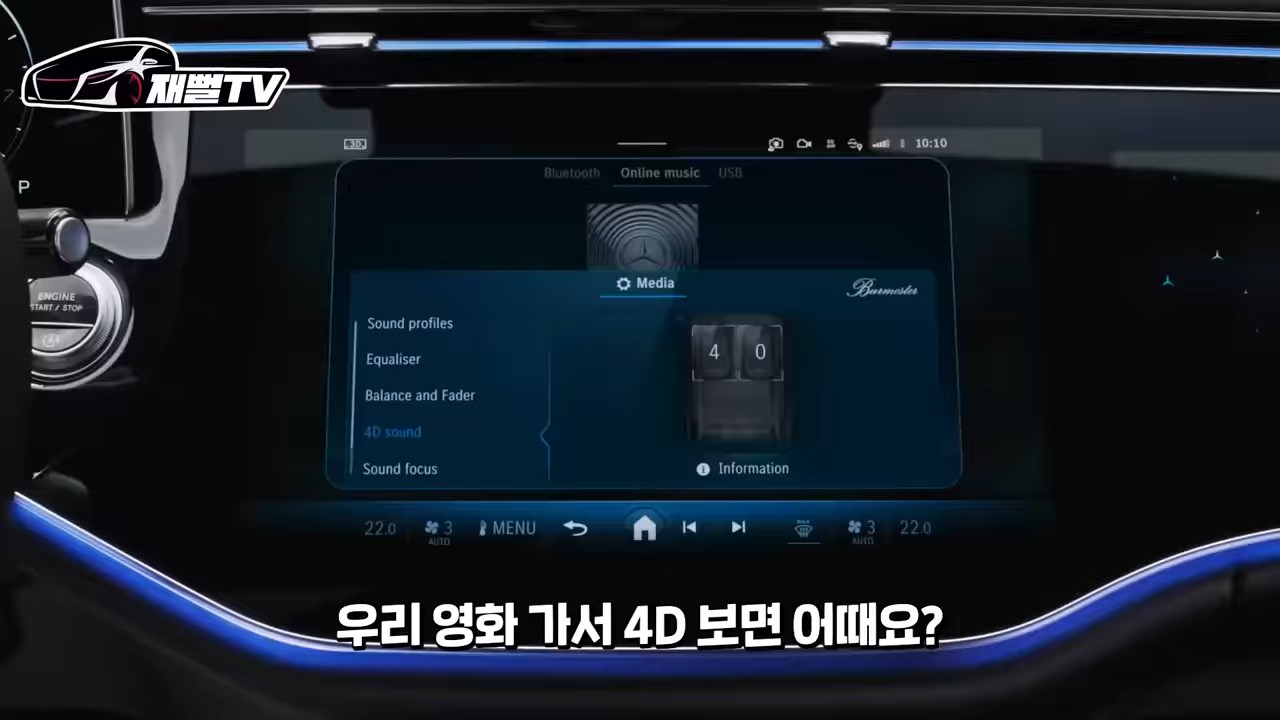 재뻘TV
3D
10:10
Bluetooth Online music USB
P
Media
Burmester
ENGINE
START / STOP
Sound profiles
Equaliser
Balance and Fader
4D sound
Sound focus
4 0
Information
22.0 3 AUTO MENU MAX 3 AUTO 22.0
우리 영화 가서 4D 보면 어때요?